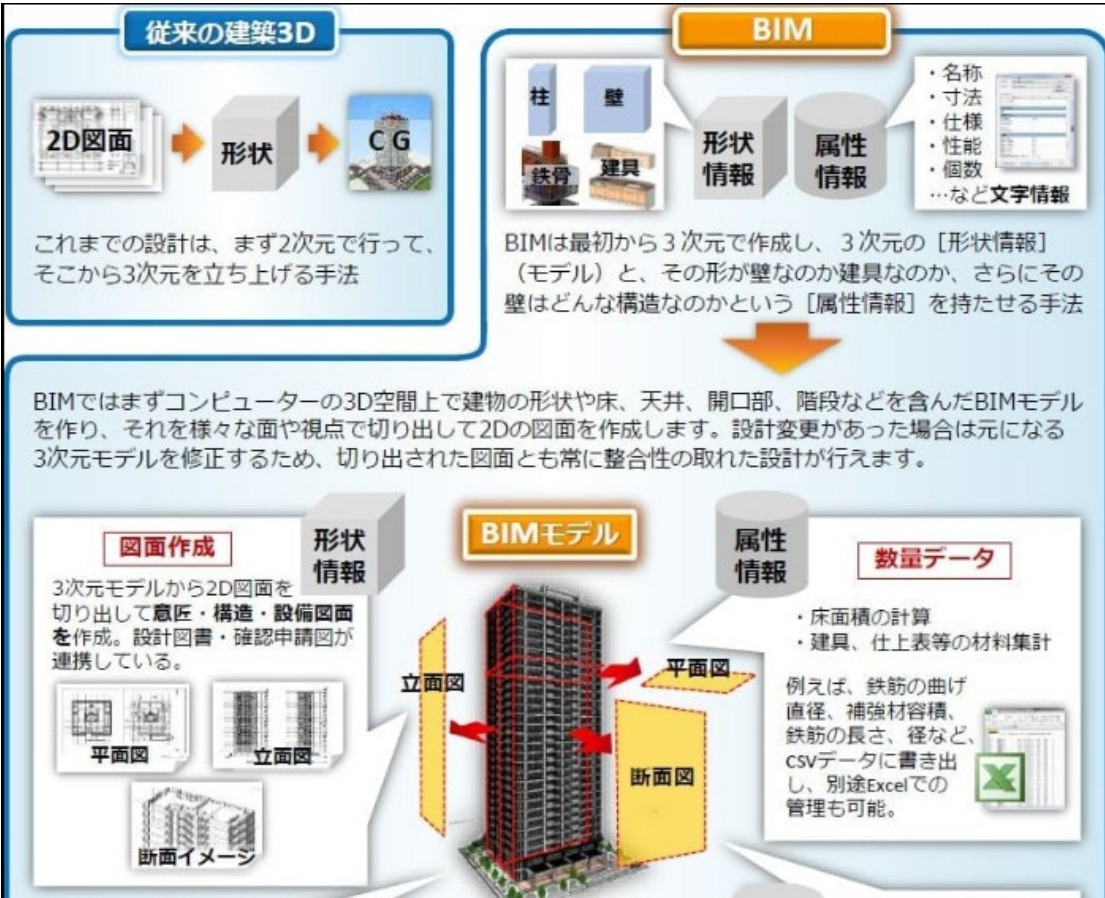 従来の建築3D
2D図面
形状
CG
これまでの設計は、まず2次元で行って、
そこから3次元を立ち上げる手法
BIM
柱
壁
鉄骨
建具
形状
情報
属性
情報
・名称
・寸法
・仕様
・性能
・個数
…など文字情報
BIMは最初から３次元で作成し、３次元の［形状情報］
（モデル）と、その形が壁なのか建具なのか、さらにその
壁はどんな構造なのかという［属性情報］を持たせる手法
BIMではまずコンピューターの3D空間上で建物の形状や床、天井、開口部、階段などを含んだBIMモデル
を作り、それを様々な面や視点で切り出して2Dの図面を作成します。設計変更があった場合は元になる
3次元モデルを修正するため、切り出された図面とも常に整合性の取れた設計が行えます。
図面作成
形状
情報
3次元モデルから2D図面を
切り出して意匠・構造・設備図面
を作成。設計図書・確認申請図が
連携している。
平面図
立面図
断面イメージ
BIMモデル
立面図
平面図
断面図
属性
情報
数量データ
・床面積の計算
・建具、仕上表等の材料集計
例えば、鉄筋の曲げ
直径、補強材容積、
鉄筋の長さ、径など、
CSVデータに書き出
し、別途Excelでの
管理も可能。